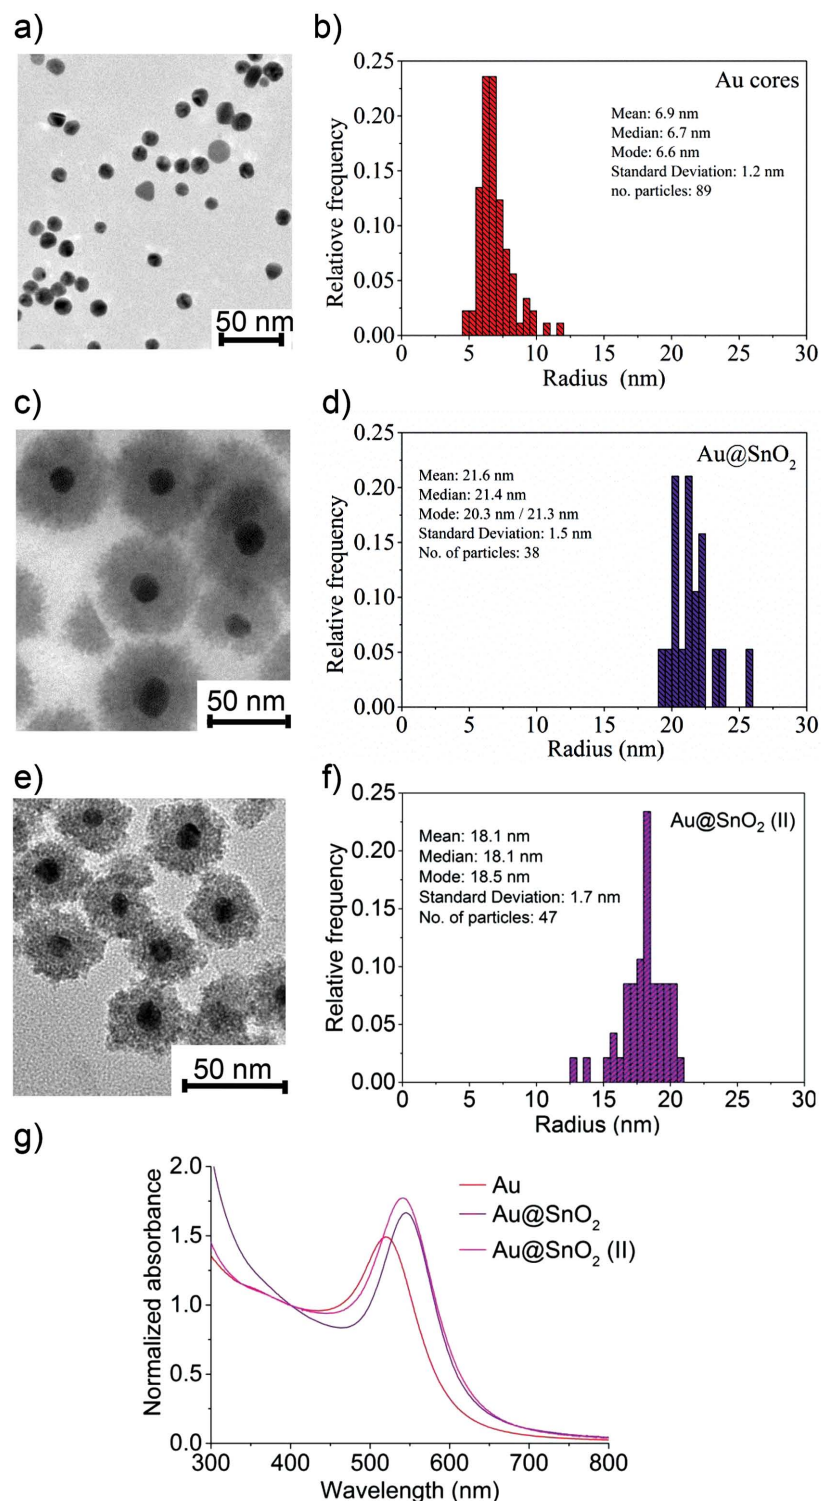 a)
50 nm
b)
0.25
0.20
0.15
0.10
0.05
0.00
Relatiove frequency
Au cores
Mean: 6.9 nm
Median: 6.7 nm
Mode: 6.6 nm
Standard Deviation: 1.2 nm
no. particles: 89
0 5 10 15 20 25 30
Radius (nm)
c)
50 nm
d)
0.25
0.20
0.15
0.10
0.05
0.00
Relative frequency
Au@SnO₂
Mean: 21.6 nm
Median: 21.4 nm
Mode: 20.3 nm / 21.3 nm
Standard Deviation: 1.5 nm
No. of particles: 38
0 5 10 15 20 25 30
Radius (nm)
e)
50 nm
f)
0.25
0.20
0.15
0.10
0.05
0.00
Relative frequency
Au@SnO₂ (II)
Mean: 18.1 nm
Median: 18.1 nm
Mode: 18.5 nm
Standard Deviation: 1.7 nm
No. of particles: 47
0 5 10 15 20 25 30
Radius (nm)
g)
2.0
1.5
1.0
0.5
0.0
Normalized absorbance
Au
Au@SnO₂
Au@SnO₂ (II)
300 400 500 600 700 800
Wavelength (nm)